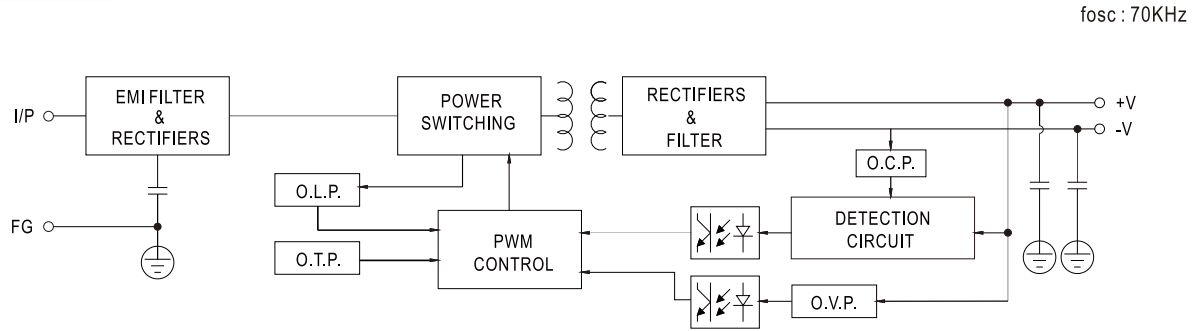 fosc : 70KHz
I/P
EMI FILTER
&
RECTIFIERS
POWER
SWITCHING
RECTIFIERS
&
FILTER
+V
-V
O.C.P.
O.L.P.
FG
PWM
CONTROL
DETECTION
CIRCUIT
O.T.P.
O.V.P.